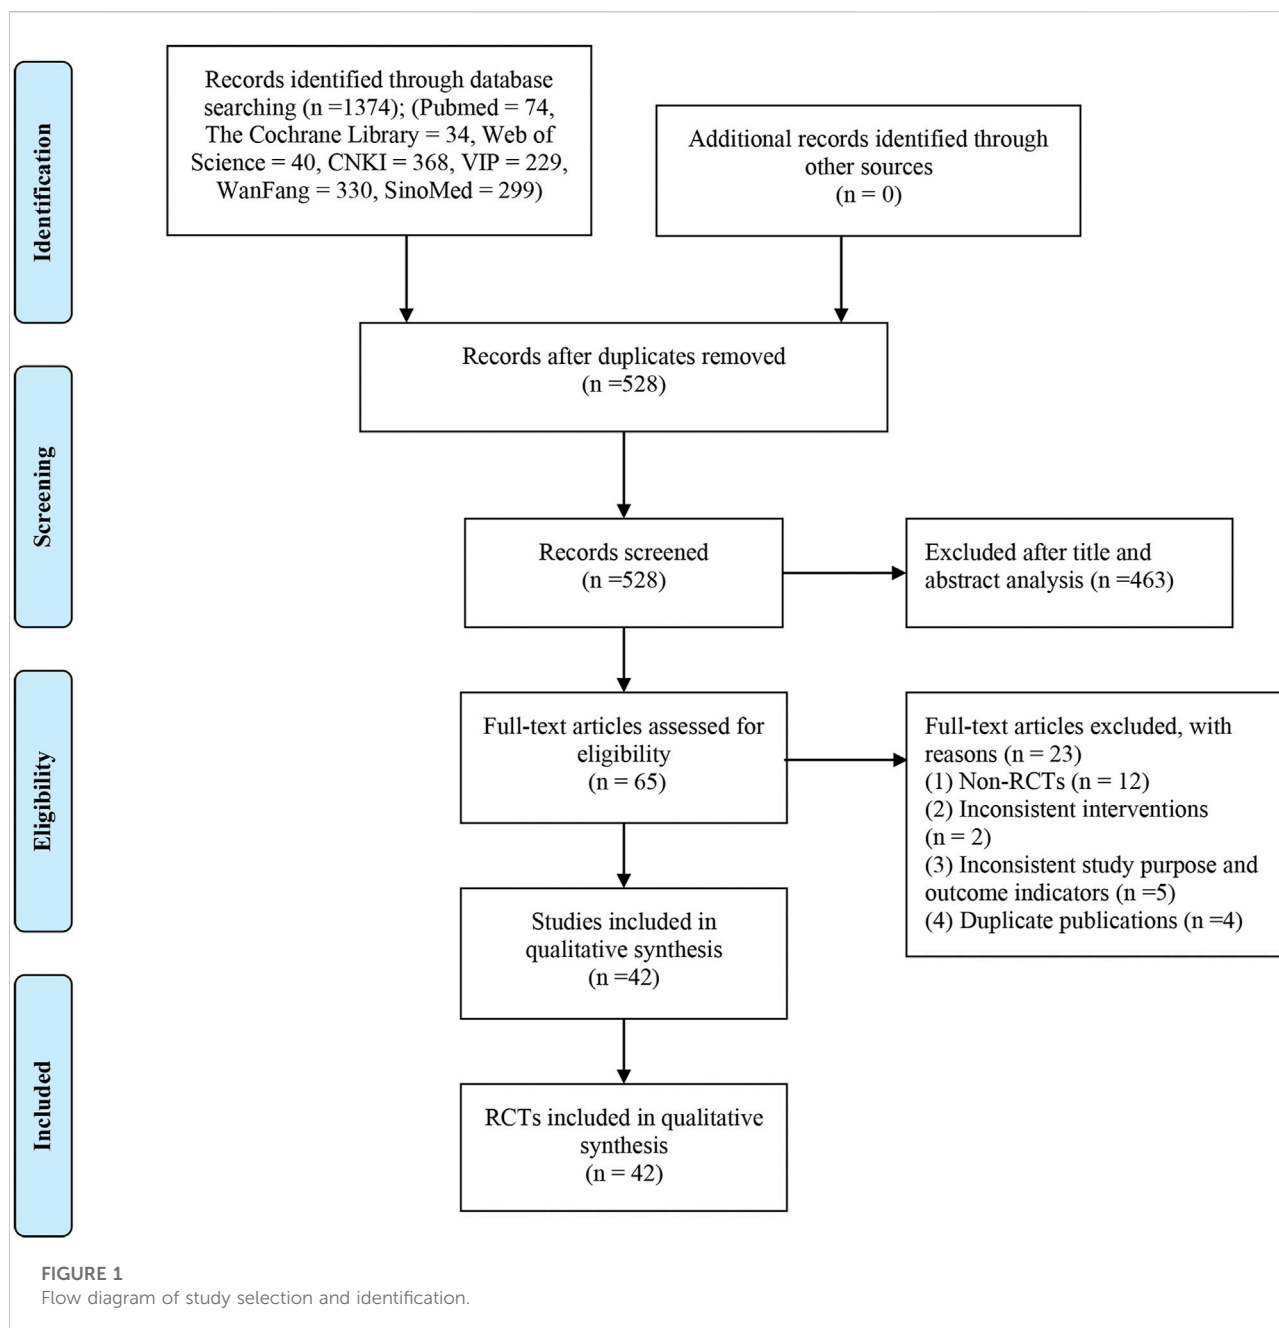 Identification
Records identified through database
searching (n =1374); (Pubmed = 74,
The Cochrane Library = 34, Web of
Science = 40, CNKI = 368, VIP = 229,
WanFang = 330, SinoMed = 299)
Additional records identified through
other sources
(n = 0)
Records after duplicates removed
(n =528)
Screening
Records screened
(n =528)
Excluded after title and
abstract analysis (n =463)
Eligibility
Full-text articles assessed for
eligibility
(n = 65)
Full-text articles excluded, with
reasons (n = 23)
(1) Non-RCTs (n = 12)
(2) Inconsistent interventions
(n = 2)
(3) Inconsistent study purpose and
outcome indicators (n =5)
(4) Duplicate publications (n =4)
Studies included in
qualitative synthesis
(n =42)
Included
RCTs included in qualitative
synthesis
(n = 42)
FIGURE 1
Flow diagram of study selection and identification.